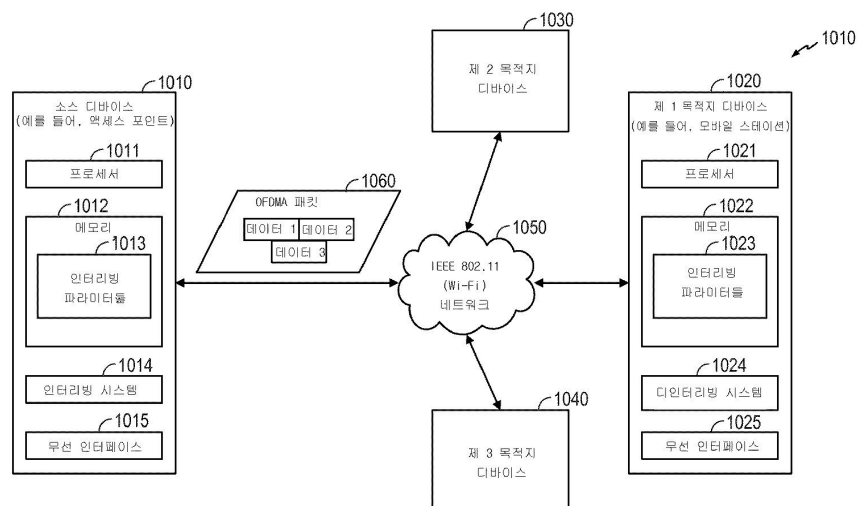 1010
1010
소스 디바이스
(예를 들어, 액세스 포인트)
1011
프로세서
1012
메모리
1013
인터리빙
파라미터들
1014
인터리빙 시스템
1015
무선 인터페이스
1060
OFDMA 패킷
데이터 1 데이터 2
데이터 3
1030
제 2 목적지
디바이스
1050
IEEE 802.11
(Wi-Fi)
네트워크
1040
제 3 목적지
디바이스
1020
제 1 목적지 디바이스
(예를 들어, 모바일 스테이션)
1021
프로세서
1022
메모리
1023
인터리빙
파라미터들
1024
디인터리빙 시스템
1025
무선 인터페이스